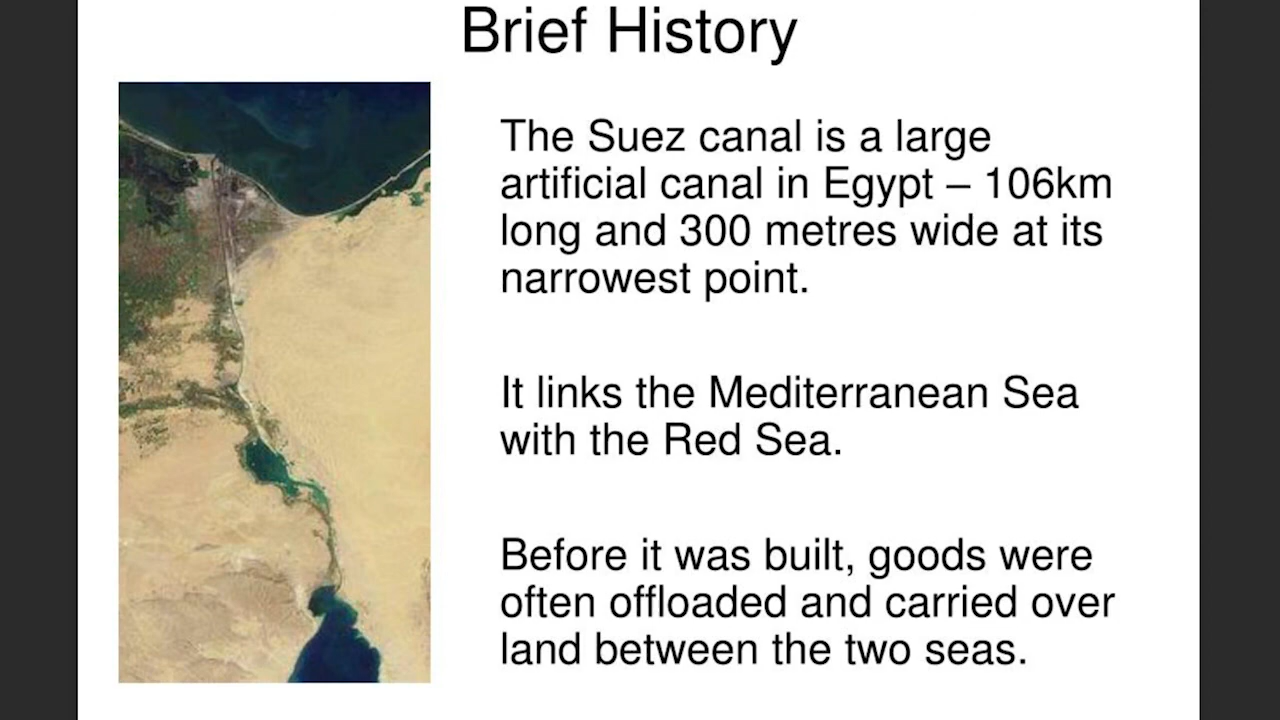 Brief History
The Suez canal is a large
artificial canal in Egypt – 106km
long and 300 metres wide at its
narrowest point.
It links the Mediterranean Sea
with the Red Sea.
Before it was built, goods were
often offloaded and carried over
land between the two seas.